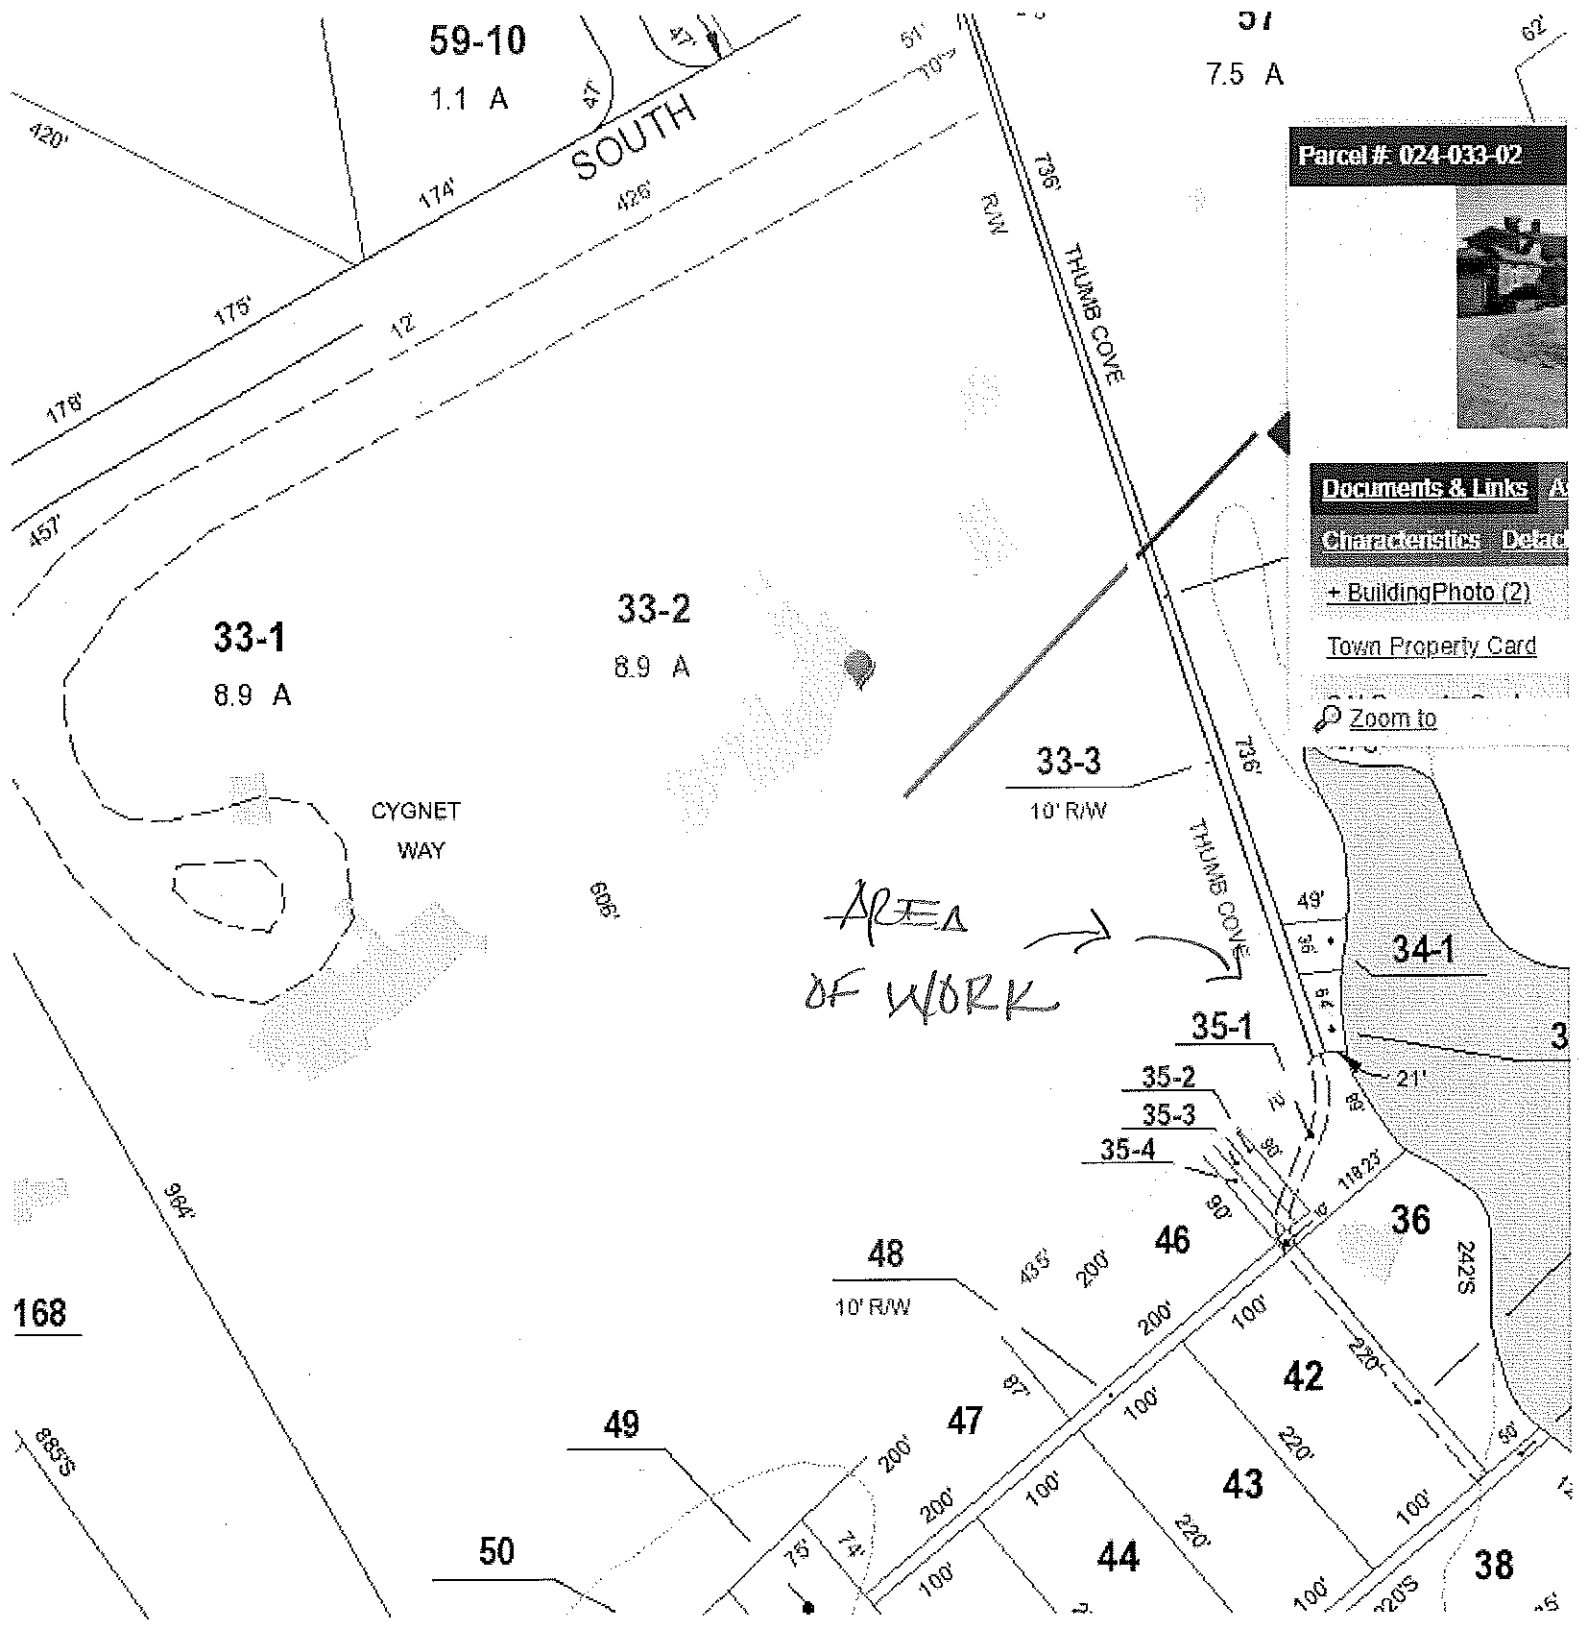 59-10
1.1 A
47'
47'
51'
10'
57
7.5 A
62'
420'
SOUTH
174'
426'
175'
12'
178'
457'
736'
R/W
THUMB COVE
Parcel #: 024-033-02
Documents & Links
Characteristics
+ BuildingPhoto (2)
Town Property Card
Zoom to
33-1
8.9 A
33-2
8.9 A
CYGNET
WAY
33-3
10' R/W
736'
THUMB COVE
606'
AREA
OF WORK
49'
36'
34-1
64'
35-1
21'
35-2
35-3
35-4
90'
90'
118.23'
964'
36
242'S
46
48
10' R/W
435'
200'
200'
100'
168
220'
42
87'
100'
47
49
200'
885'S
50'
220'
43
200'
100'
100'
50
75'
74'
220'
44
38
100'
100'